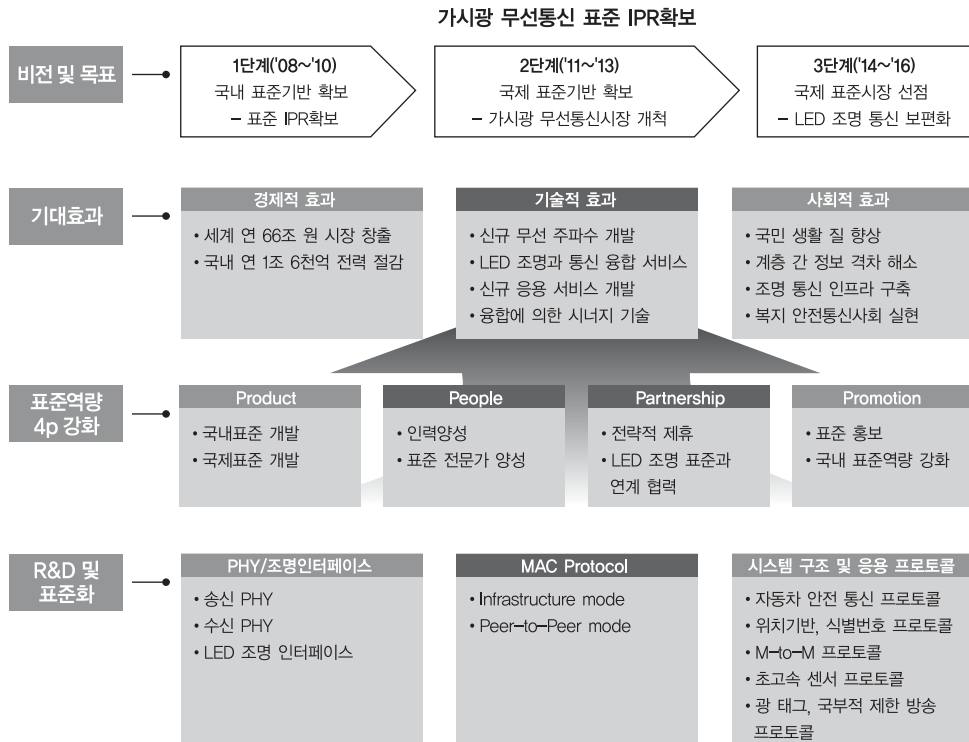 가시광 무선통신 표준 IPR확보
비전 및 목표
1단계('08~'10)
국내 표준기반 확보
– 표준 IPR확보
2단계('11~'13)
국제 표준기반 확보
– 가시광 무선통신시장 개척
3단계('14~'16)
국제 표준시장 선점
– LED 조명 통신 보편화
기대효과
경제적 효과
• 세계 연 66조 원 시장 창출
• 국내 연 1조 6천억 전력 절감
기술적 효과
• 신규 무선 주파수 개발
• LED 조명과 통신 융합 서비스
• 신규 응용 서비스 개발
• 융합에 의한 시너지 기술
사회적 효과
• 국민 생활 질 향상
• 계층 간 정보 격차 해소
• 조명 통신 인프라 구축
• 복지 안전통신사회 실현
표준역량
4p 강화
Product
• 국내표준 개발
• 국제표준 개발
People
• 인력양성
• 표준 전문가 양성
Partnership
• 전략적 제휴
• LED 조명 표준과
연계 협력
Promotion
• 표준 홍보
• 국내 표준역량 강화
R&D 및
표준화
PHY/조명인터페이스
• 송신 PHY
• 수신 PHY
• LED 조명 인터페이스
MAC Protocol
• Infrastructure mode
• Peer–to–Peer mode
시스템 구조 및 응용 프로토콜
• 자동차 안전 통신 프로토콜
• 위치기반, 식별번호 프로토콜
• M–to–M 프로토콜
• 초고속 센서 프로토콜
• 광 태그, 국부적 제한 방송
프로토콜